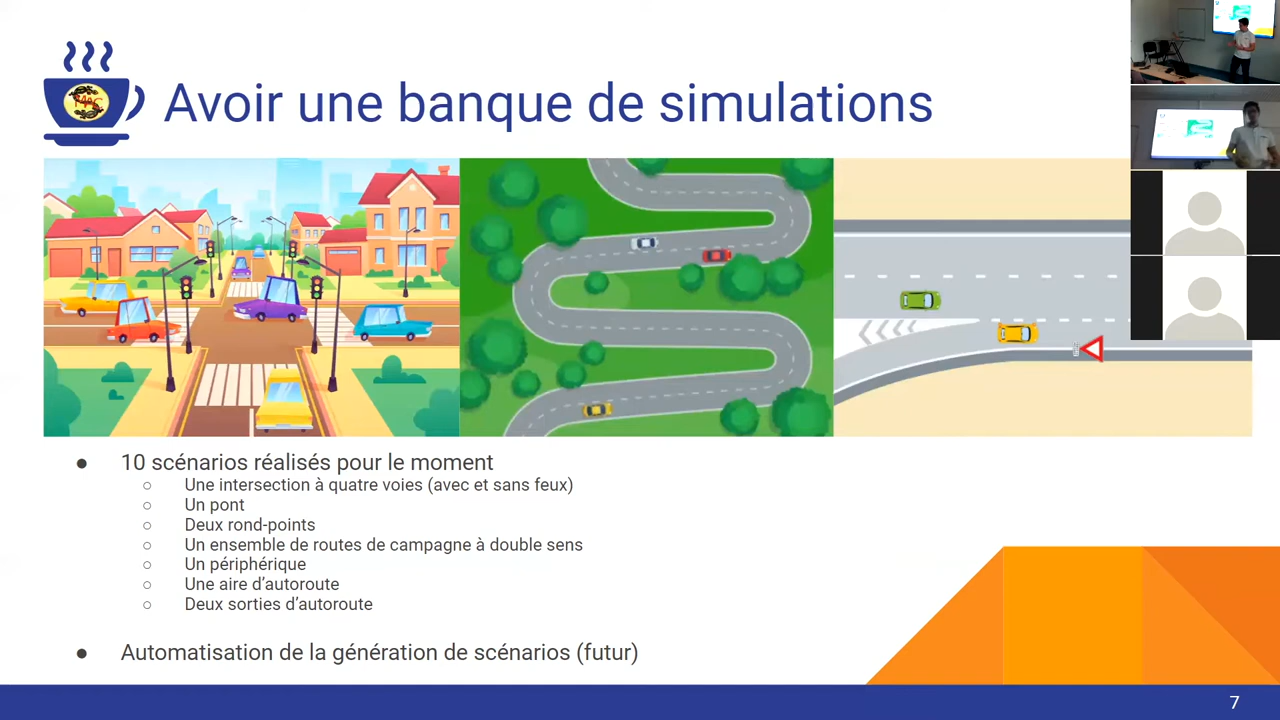 Avoir une banque de simulations
● 10 scénarios réalisés pour le moment
○ Une intersection à quatre voies (avec et sans feux)
○ Un pont
○ Deux rond-points
○ Un ensemble de routes de campagne à double sens
○ Un périphérique
○ Une aire d’autoroute
○ Deux sorties d’autoroute
● Automatisation de la génération de scénarios (futur)
7